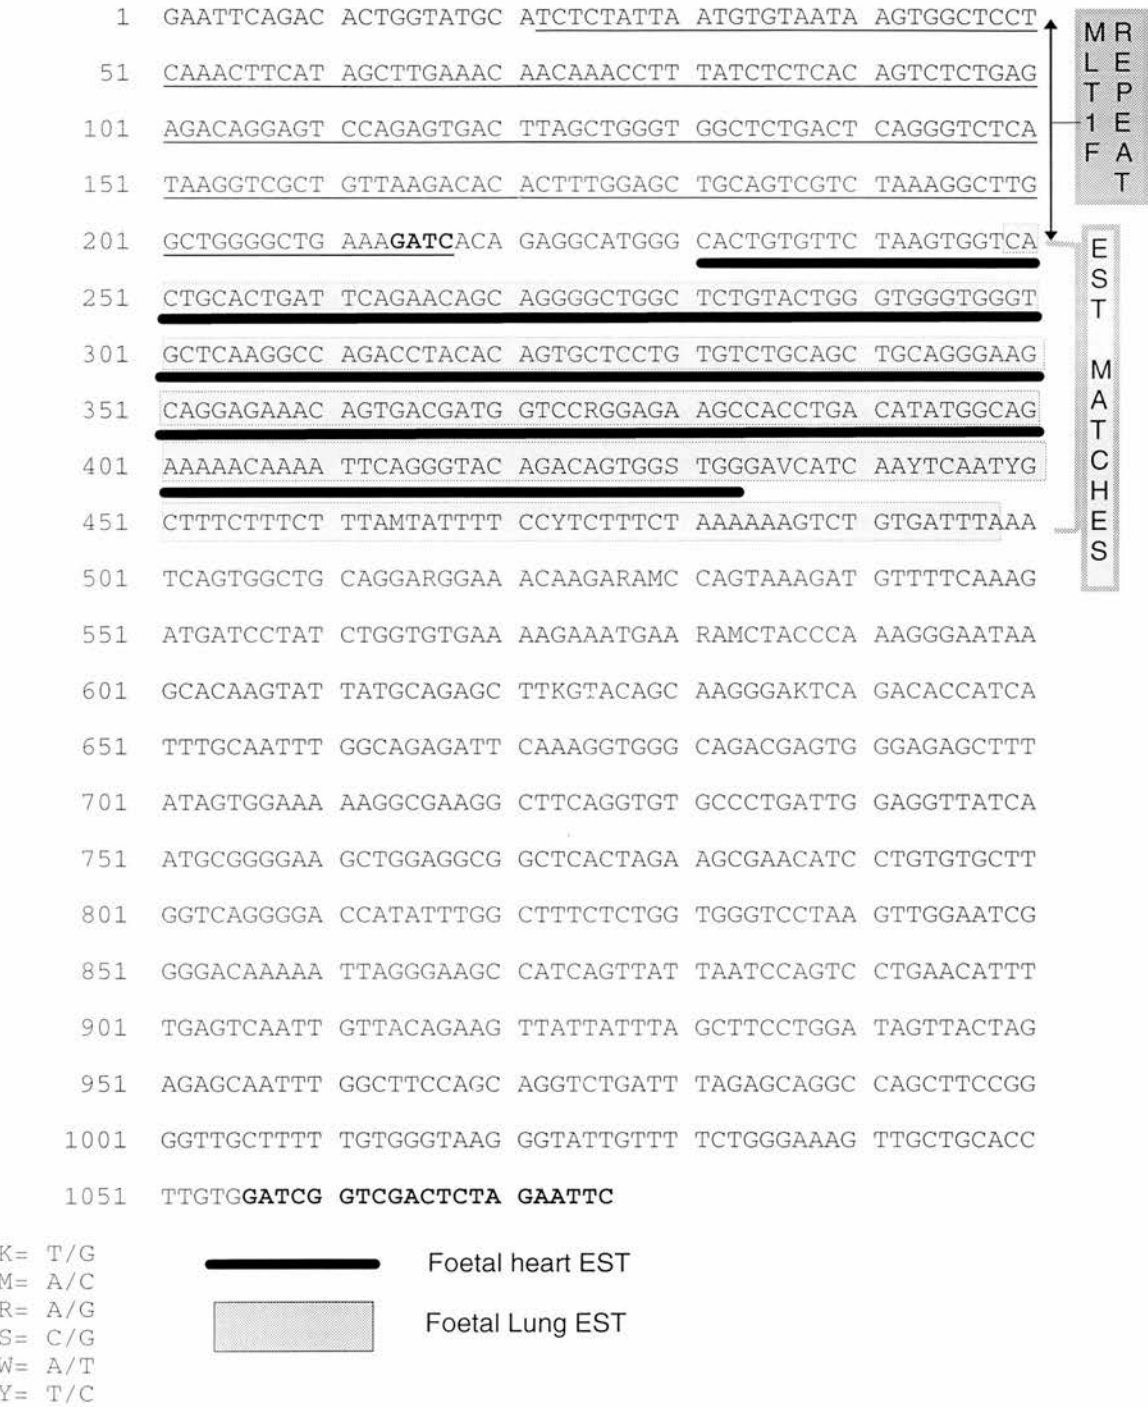 1 GAATTCAGAC ACTGGTATGC ATCTCTATTA ATGTGTAATA AGTGGCTCCT
51 CAAACTTCAT AGCTTGAAAC AACAAACCTT TATCTCTCAC AGTCTCTGAG
101 AGACAGGAGT CCAGAGTGAC TTAGCTGGGT GGCTCTGACT CAGGGTCTCA
151 TAAGGTCGCT GTTAAGACAC ACTTTGGAGC TGCAGTCGTC TAAAGGCTTG
201 GCTGGGGCTG AAAGATCACA GAGGCATGGG CACTGTGTTC TAAGTGGTCA
251 CTGCACTGAT TCAGAACAGC AGGGGCTGGC TCTGTACTGG GTGGGTGGGT
301 GCTCAAGGCC AGACCTACAC AGTGCTCCTG TGTCTGCAGC TGCAGGGAAG
351 CAGGAGAAAC AGTGACGATG GTCCRGGAGA AGCCACCTGA CATATGGCAG
401 AAAAACAAAA TTCAGGGTAC AGACAGTGGS TGGGAVCATC AAYTCAATYG
451 CTTTCTTTCT TTAMTATTTT CCYTCTTTCT AAAAAAGTCT GTGATTTAAA
501 TCAGTGGCTG CAGGARGGAA ACAAGARAMC CAGTAAAGAT GTTTTCAAAG
551 ATGATCCTAT CTGGTGTGAA AAGAAATGAA RAMCTACCCA AAGGGAATAA
601 GCACAAGTAT TATGCAGAGC TTKGTACAGC AAGGGAKTCA GACACCATCA
651 TTTGCAATTT GGCAGAGATT CAAAGGTGGG CAGACGAGTG GGAGAGCTTT
701 ATAGTGGAAA AAGGCGAAGG CTTCAGGTGT GCCCTGATTG GAGGTTATCA
751 ATGCGGGGAA GCTGGAGGCG GCTCACTAGA AGCGAACATC CTGTGTGCTT
801 GGTCAGGGGA CCATATTTGG CTTTCTCTGG TGGGTCCTAA GTTGGAATCG
851 GGGACAAAAA TTAGGGAAGC CATCAGTTAT TAATCCAGTC CTGAACATTT
901 TGAGTCAATT GTTACAGAAG TTATTATTTA GCTTCCTGGA TAGTTACTAG
951 AGAGCAATTT GGCTTCCAGC AGGTCTGATT TAGAGCAGGC CAGCTTCCGG
1001 GGTTGCTTTT TGTGGGTAAG GGTATTGTTT TCTGGGAAAG TTGCTGCACC
1051 TTGTGGATCG GTCGACTCTA GAATTC
MLT1F REPEAT
EST MATCHES
K= T/G
M= A/C
R= A/G
S= C/G
W= A/T
Y= T/C
Foetal heart EST
Foetal Lung EST